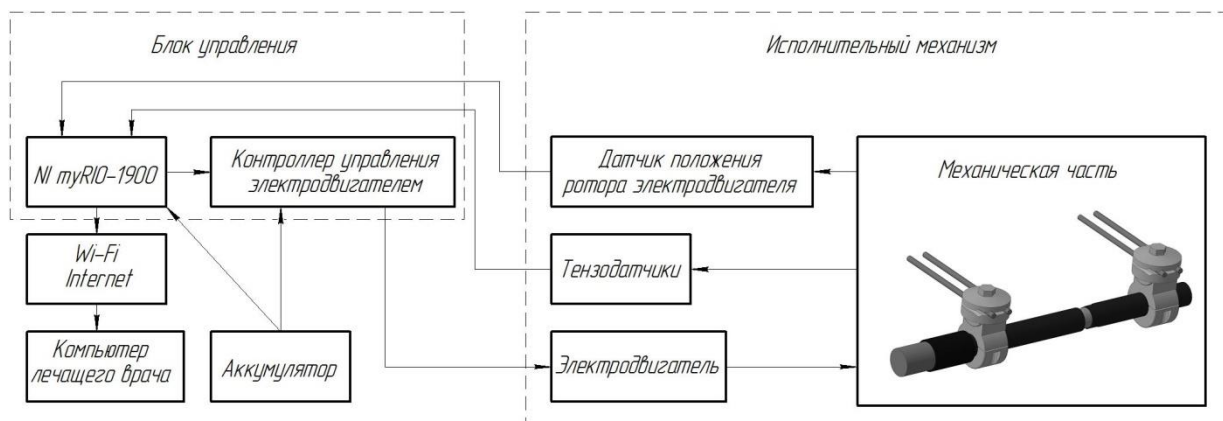 Блок управления
Исполнительный механизм
NI myRIO-1900
Контроллер управления
электродвигателем
Датчик положения
ротора электродвигателя
Механическая часть
Wi-Fi
Internet
Тензодатчики
Компьютер
лечащего врача
Аккумулятор
Электродвигатель